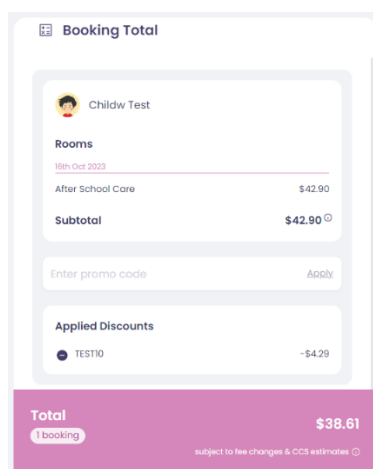 Booking Total
Childw Test
Rooms
16th Oct 2023
After School Care $42.90
Subtotal $42.90
Enter promo code Apply
Applied Discounts
TEST10 -$4.29
Total $38.61
1 booking
subject to fee changes & CCS estimates